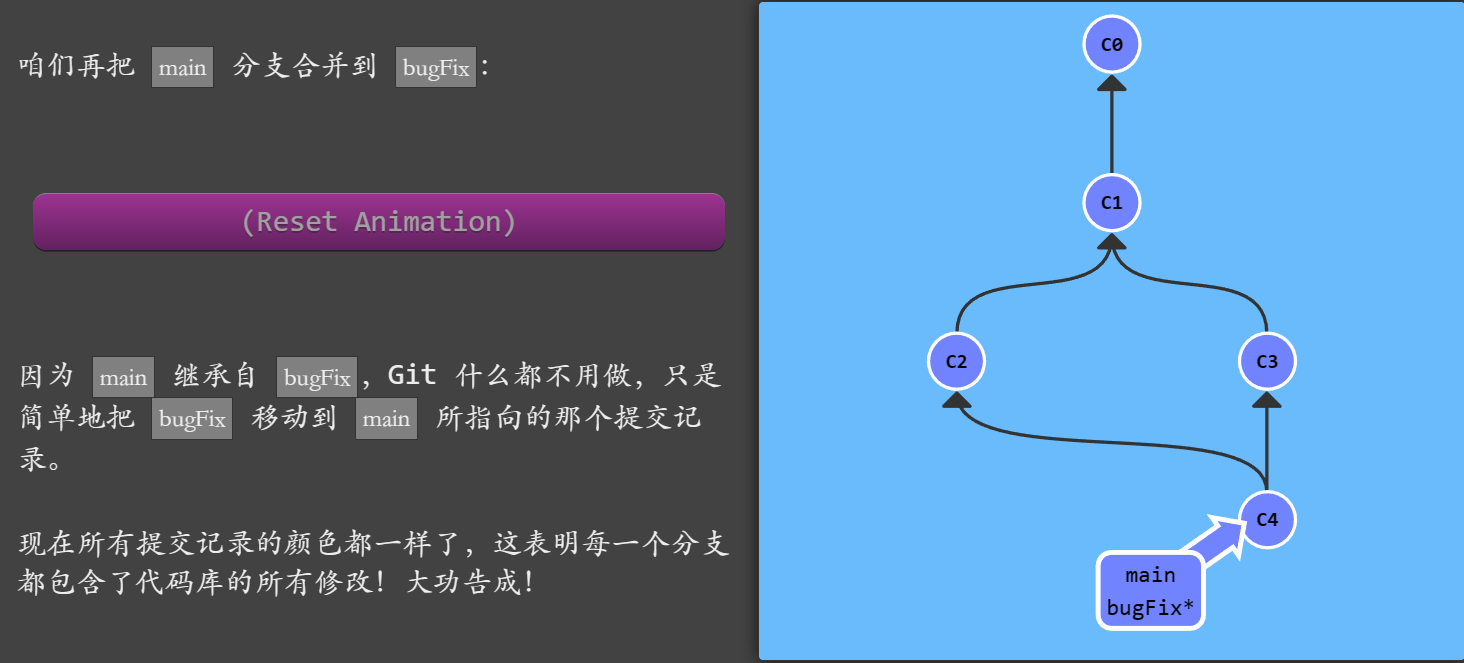 咱们再把 main 分支合并到 bugFix：
(Reset Animation)
因为 main 继承自 bugFix，Git 什么都不用做，只是
简单地把 bugFix 移动到 main 所指向的那个提交记
录。
现在所有提交记录的颜色都一样了，这表明每一个分支
都包含了代码库的所有修改！大功告成！
C0
C1
C2
C3
C4
main
bugFix*